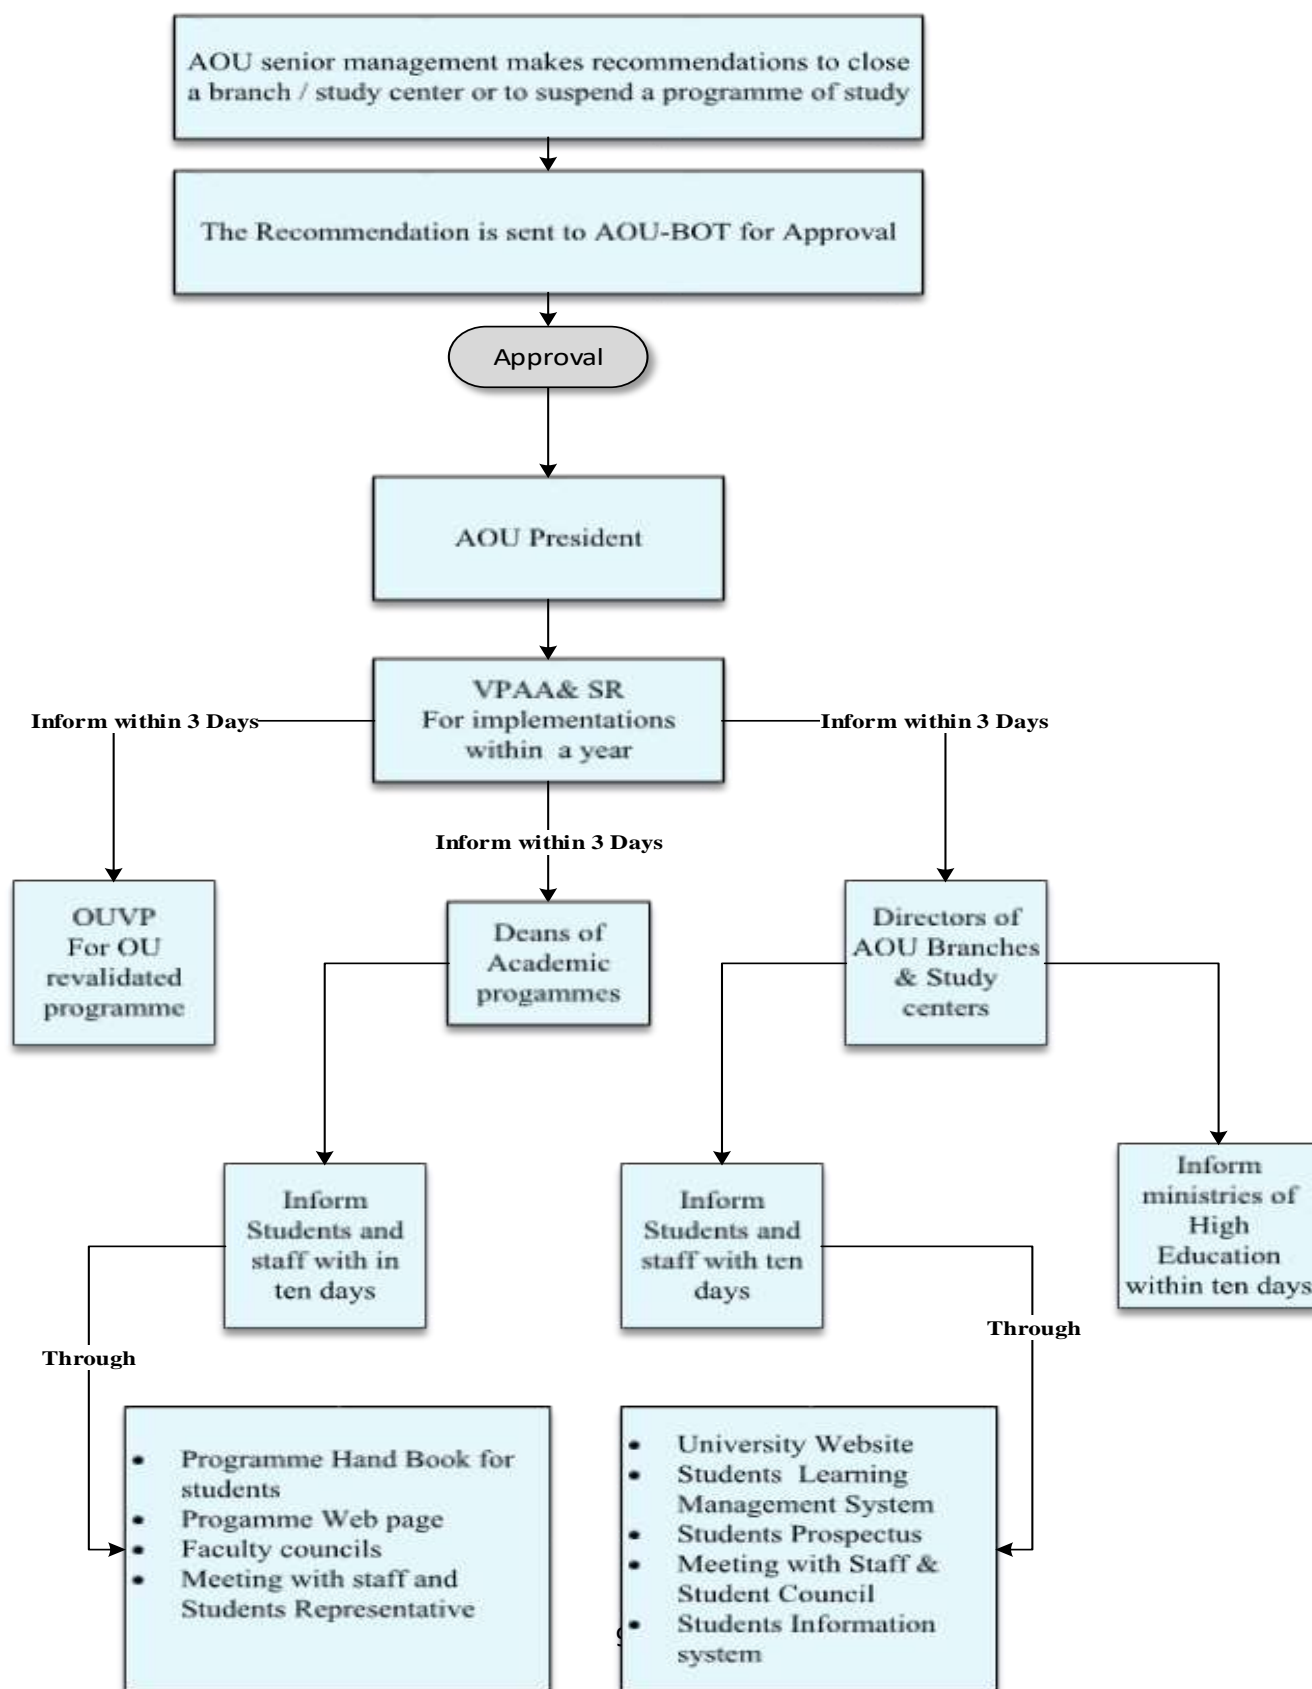 AOU senior management makes recommendations to close
a branch / study center or to suspend a programme of study
The Recommendation is sent to AOU-BOT for Approval
Approval
AOU President
VPAA& SR
For implementations
within a year
Inform within 3 Days
Inform within 3 Days
Inform within 3 Days
OUVP
For OU
revalidated
programme
Deans of
Academic
progammes
Directors of
AOU Branches
& Study
centers
Inform
Students and
staff with in
ten days
Inform
Students and
staff with ten
days
Inform
ministries of
High
Education
within ten days
Through
Through
• Programme Hand Book for
students
• Progamme Web page
• Faculty councils
• Meeting with staff and
Students Representative
• University Website
• Students Learning
Management System
• Students Prospectus
• Meeting with Staff &
Student Council
• Students Information
system